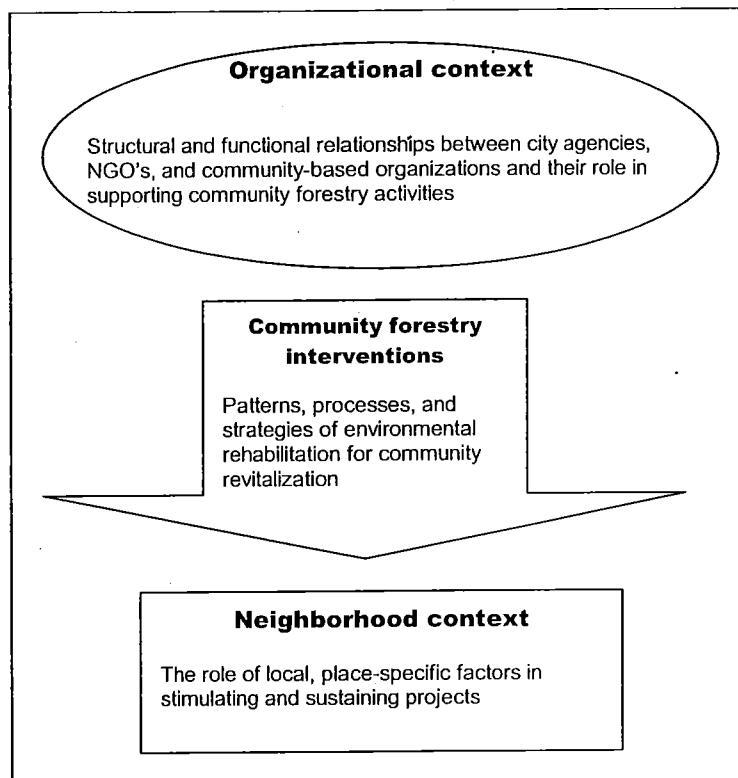 Organizational context
Structural and functional relationships between city agencies,
NGO's, and community-based organizations and their role in
supporting community forestry activities
Community forestry
interventions
Patterns, processes, and
strategies of environmental
rehabilitation for community
revitalization
Neighborhood context
The role of local, place-specific factors in
stimulating and sustaining projects